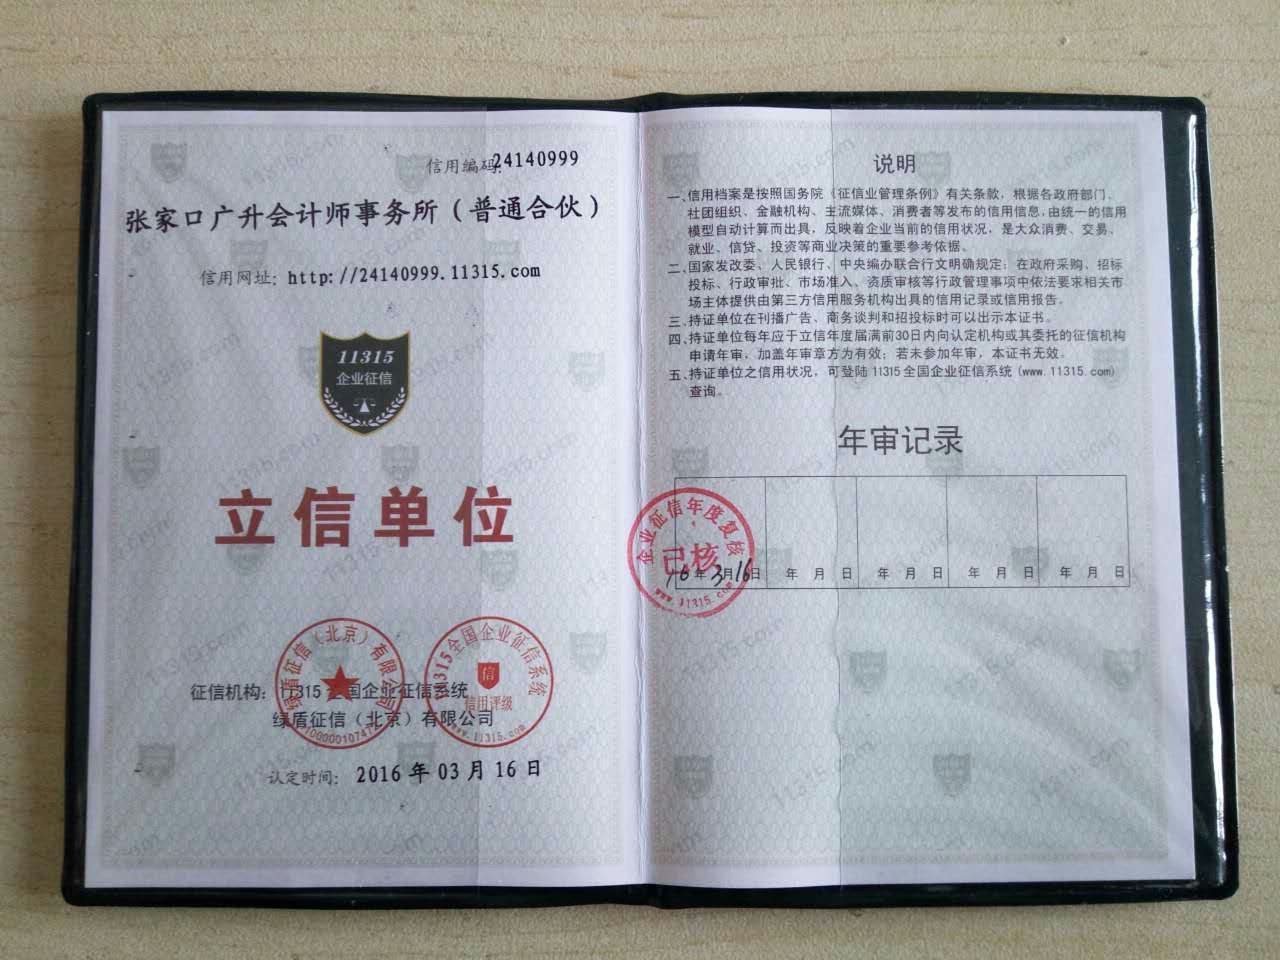 信用编码:24140999
张家口广升会计师事务所（普通合伙）
信用网址: http://24140999.11315.com
11315
企业征信
立信单位
征信机构: 11315 全国企业征信系统
绿盾征信（北京）有限公司
绿盾征信（北京）有限公司
11315全国企业征信系统
信
信用评级
www.11315.com
认定时间: 2016 年 03 月 16 日
说明
一、信用档案是按照国务院《征信业管理条例》有关条款，根据各政府部门、
社团组织、金融机构、主流媒体、消费者等发布的信用信息,由统一的信用
模型自动计算而出具，反映着企业当前的信用状况，是大众消费、交易、
就业、信贷、投资等商业决策的重要参考依据。
二、国家发改委、人民银行、中央编办联合行文明确规定：在政府采购、招标
投标、行政审批、市场准入、资质审核等行政管理事项中依法要求相关市
场主体提供由第三方信用服务机构出具的信用记录或信用报告。
三、持证单位在刊播广告、商务谈判和招投标时可以出示本证书。
四、持证单位每年应于立信年度届满前30日内向认定机构或其委托的征信机构
申请年审，加盖年审章方为有效；若未参加年审，本证书无效。
五、持证单位之信用状况，可登陆 11315 全国企业征信系统 (www.11315.com)
查询。
年审记录
企业征信年度复核
已核
16年3月16日 年 月 日 年 月 日 年 月 日 年 月 日
www.11315.com